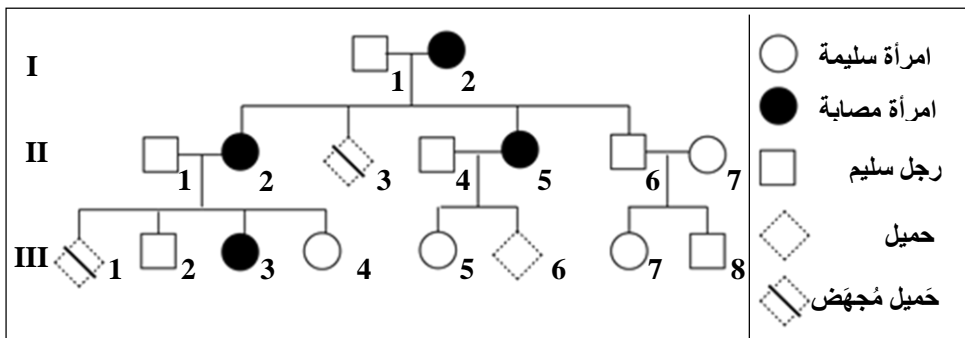 I
1 2
II
1 2 3 4 5 6 7
III
1 2 3 4 5 6 7 8
امرأة سليمة
امرأة مصابة
رجل سليم
حميل
حَميل مُجهَض